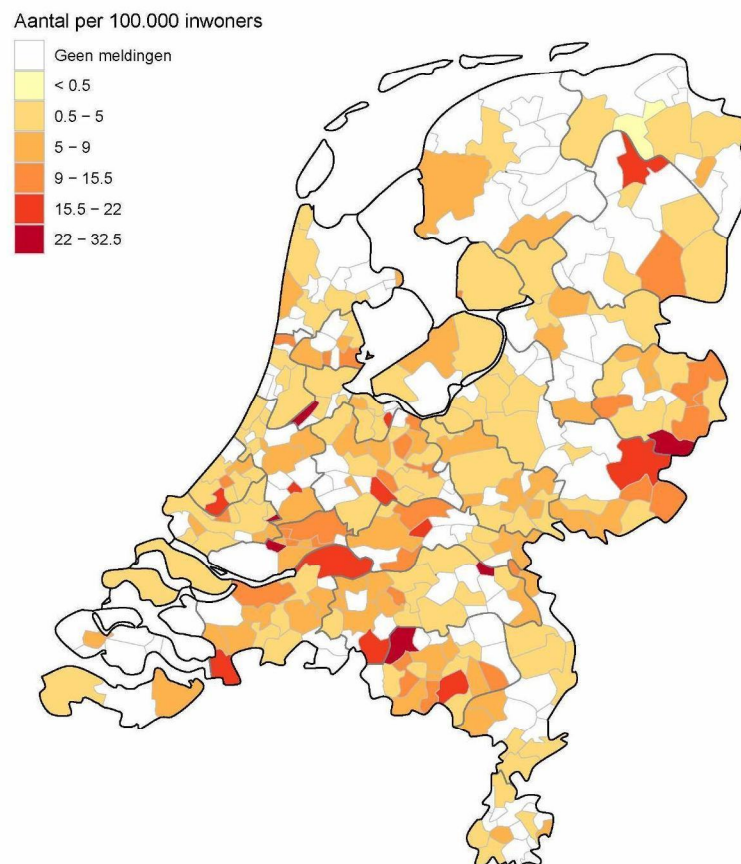 Aantal per 100.000 inwoners
Geen meldingen
< 0.5
0.5 – 5
5 – 9
9 – 15.5
15.5 – 22
22 – 32.5